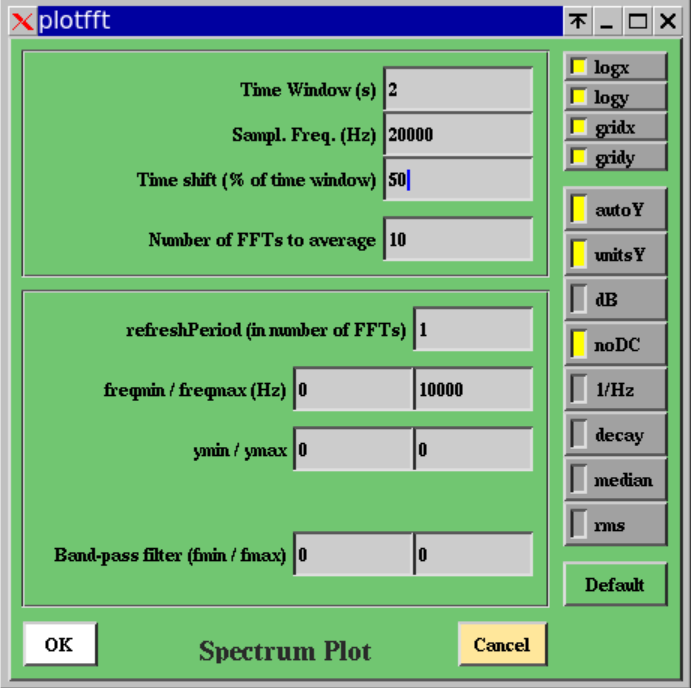 plotfft
Time Window (s) 2
Sampl. Freq. (Hz) 20000
Time shift (% of time window) 50
Number of FFTs to average 10
refreshPeriod (in number of FFTs) 1
freqmin / freqmax (Hz) 0 10000
ymin / ymax 0 0
Band-pass filter (fmin / fmax) 0 0
logx
logy
gridx
gridy
autoY
unitsY
dB
noDC
1/Hz
decay
median
rms
Default
OK
Spectrum Plot
Cancel